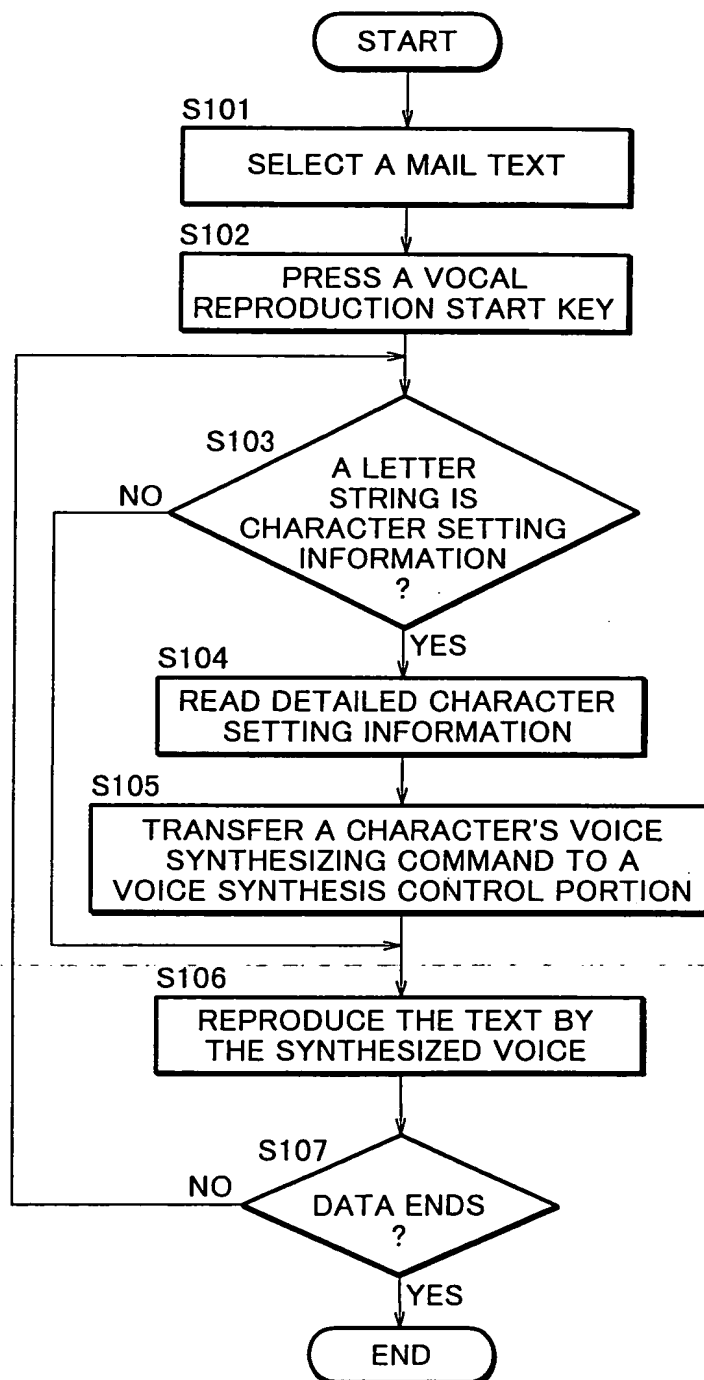 START
S101
SELECT A MAIL TEXT
S102
PRESS A VOCAL
REPRODUCTION START KEY
S103
A LETTER
STRING IS
CHARACTER SETTING
INFORMATION
?
NO
YES
S104
READ DETAILED CHARACTER
SETTING INFORMATION
S105
TRANSFER A CHARACTER'S VOICE
SYNTHESIZING COMMAND TO A
VOICE SYNTHESIS CONTROL PORTION
S106
REPRODUCE THE TEXT BY
THE SYNTHESIZED VOICE
S107
NO
DATA ENDS
?
YES
END